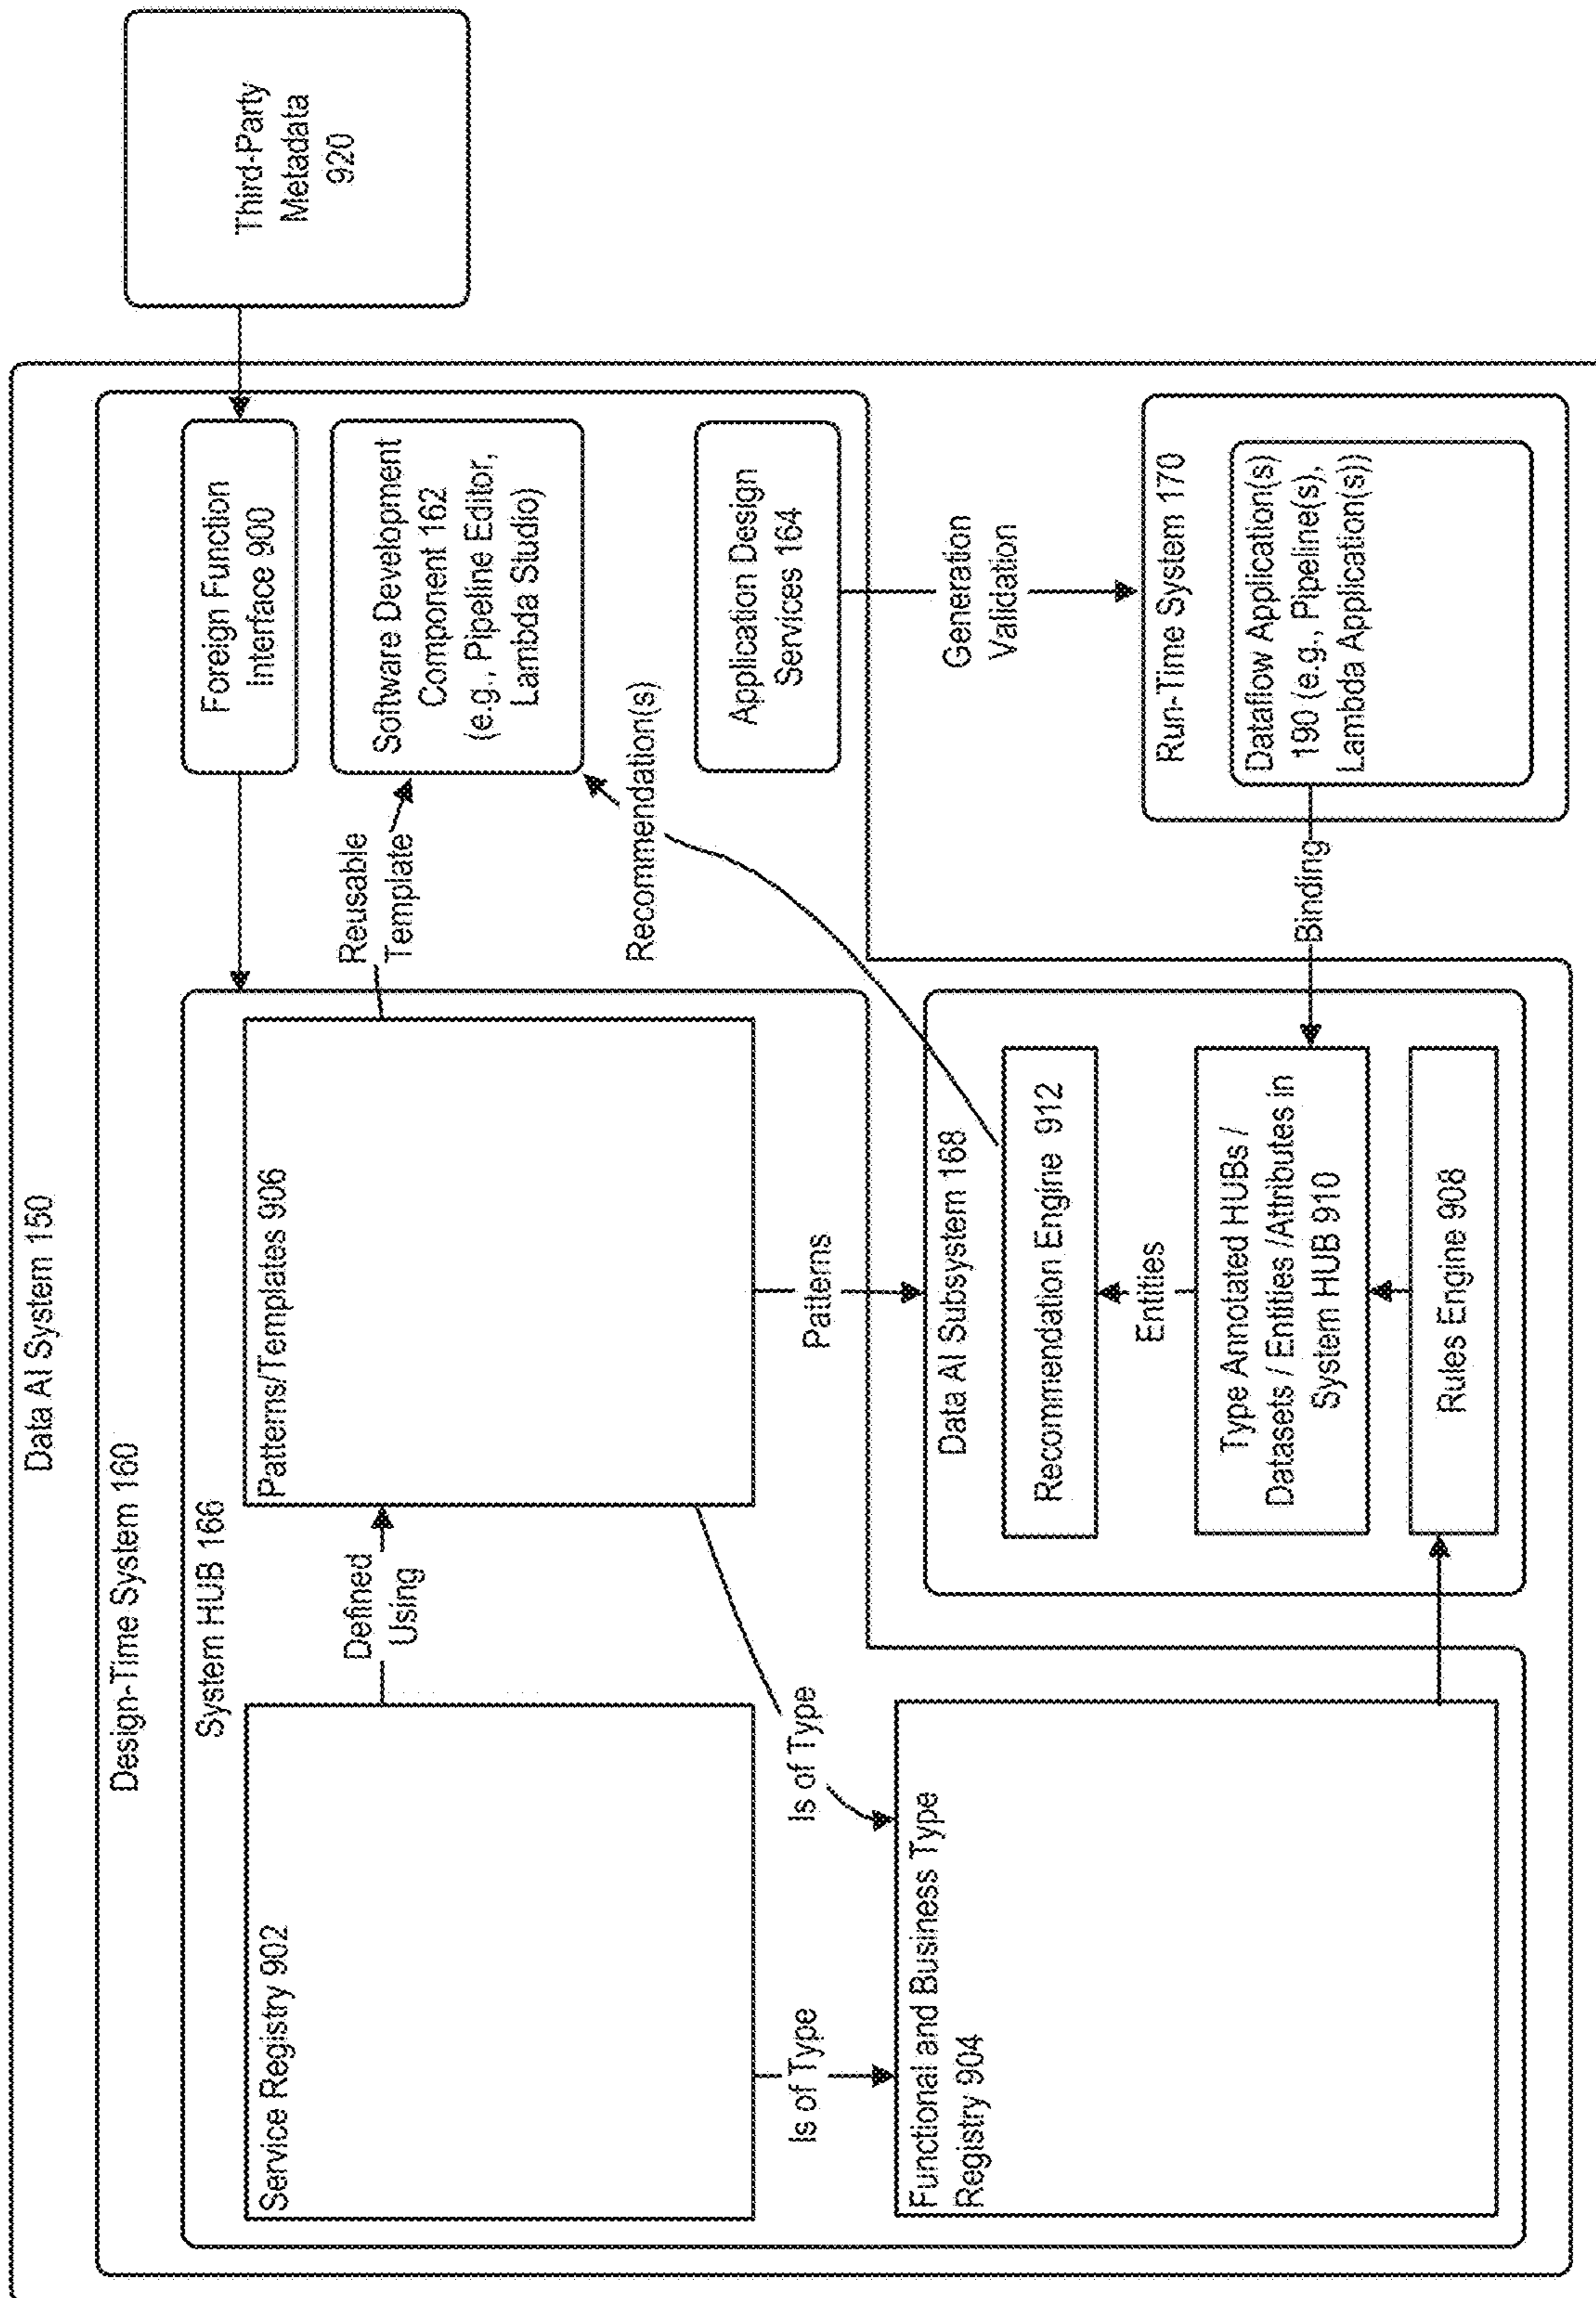 Data AI System 150
Design-Time System 160
System HUB 166
Service Registry 902
Defined
Using
Patterns/Templates 906
Reusable
Template
Foreign Function
Interface 900
Third-Party
Metadata
920
Software Development
Component 162
(e.g., Pipeline Editor,
Lambda Studio)
Recommendation(s)
Application Design
Services 164
Is of Type
Is of Type
Patterns
Generation
Validation
Functional and Business Type
Registry 904
Data AI Subsystem 168
Recommendation Engine 912
Entities
Type Annotated HUBs /
Datasets / Entities /Attributes in
System HUB 910
Rules Engine 908
Binding
Run-Time System 170
Dataflow Application(s)
190 (e.g., Pipeline(s),
Lambda Application(s))